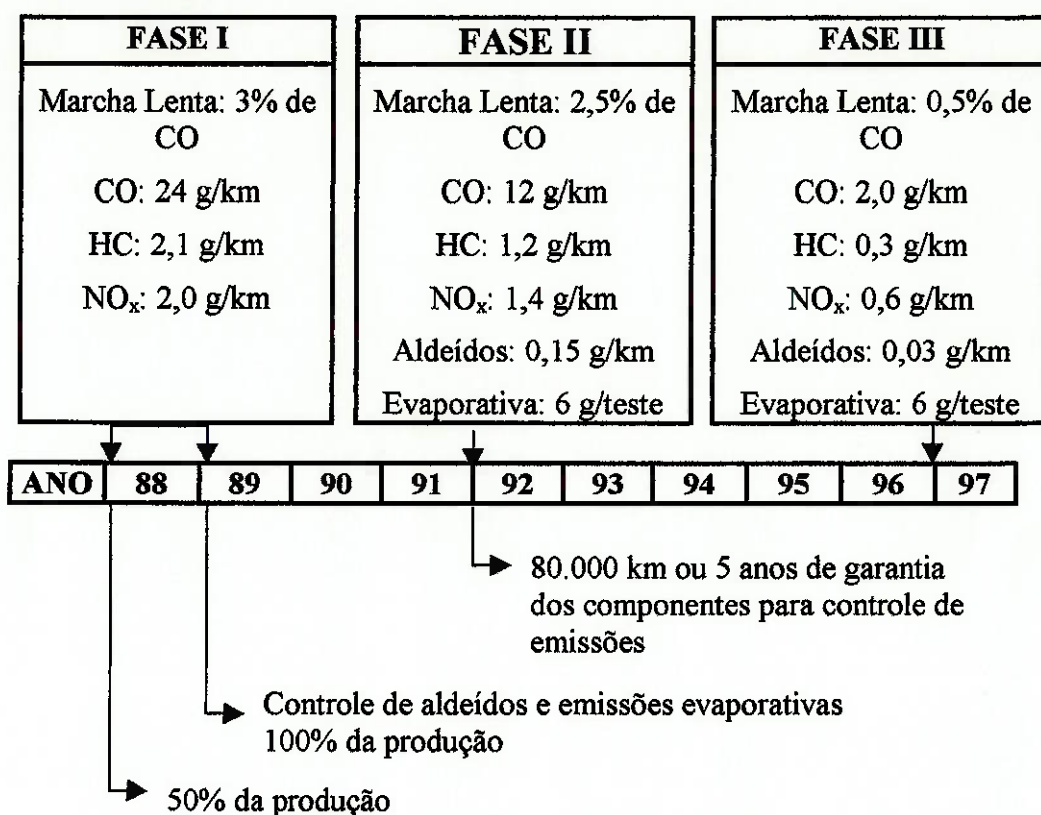 FASE I
Marcha Lenta: 3% de
CO
CO: 24 g/km
HC: 2,1 g/km
NOₓ: 2,0 g/km
FASE II
Marcha Lenta: 2,5% de
CO
CO: 12 g/km
HC: 1,2 g/km
NOₓ: 1,4 g/km
Aldeídos: 0,15 g/km
Evaporativa: 6 g/teste
FASE III
Marcha Lenta: 0,5% de
CO
CO: 2,0 g/km
HC: 0,3 g/km
NOₓ: 0,6 g/km
Aldeídos: 0,03 g/km
Evaporativa: 6 g/teste
ANO 88 89 90 91 92 93 94 95 96 97
80.000 km ou 5 anos de garantia
dos componentes para controle de
emissões
Controle de aldeídos e emissões evaporativas
100% da produção
50% da produção